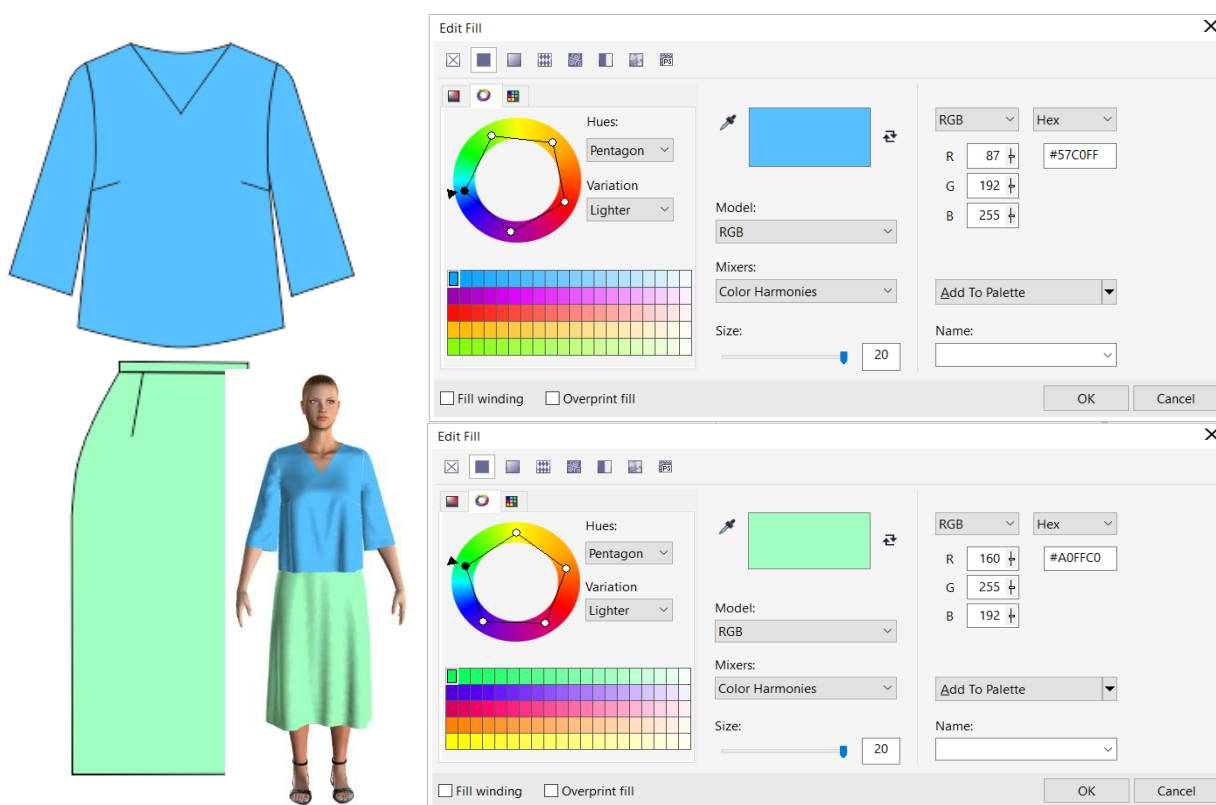 Edit Fill
PS
Hues:
Pentagon
Variation
Lighter
Model:
RGB
Mixers:
Color Harmonies
Size:
20
RGB
Hex
R 87
#57C0FF
G 192
B 255
Add To Palette
Name:
Fill winding
Overprint fill
OK
Cancel
Edit Fill
PS
Hues:
Pentagon
Variation
Lighter
Model:
RGB
Mixers:
Color Harmonies
Size:
20
RGB
Hex
R 160
#A0FFC0
G 255
B 192
Add To Palette
Name:
Fill winding
Overprint fill
OK
Cancel